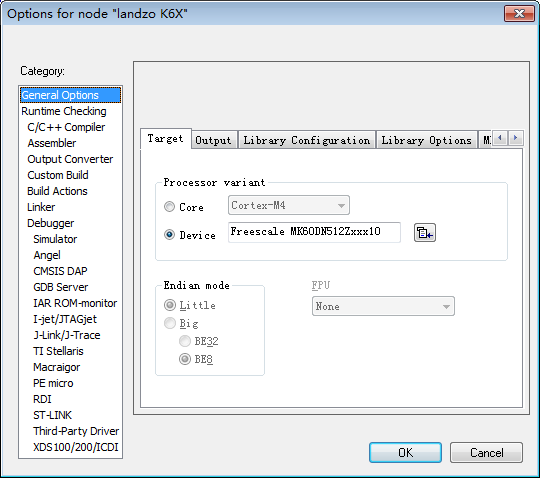 Options for node "landzo K6X"
Category:
General Options
Runtime Checking
C/C++ Compiler
Assembler
Output Converter
Custom Build
Build Actions
Linker
Debugger
Simulator
Angel
CMSIS DAP
GDB Server
IAR ROM-monitor
I-jet/JTAGjet
J-Link/J-Trace
TI Stellaris
Macraigor
PE micro
RDI
ST-LINK
Third-Party Driver
XDS100/200/ICDI
Target Output Library Configuration Library Options M
Processor variant
Core Cortex-M4
Device Freescale MK60DN512Zxxx10
Endian mode
Little
Big
BE32
BE8
FPU
None
OK Cancel